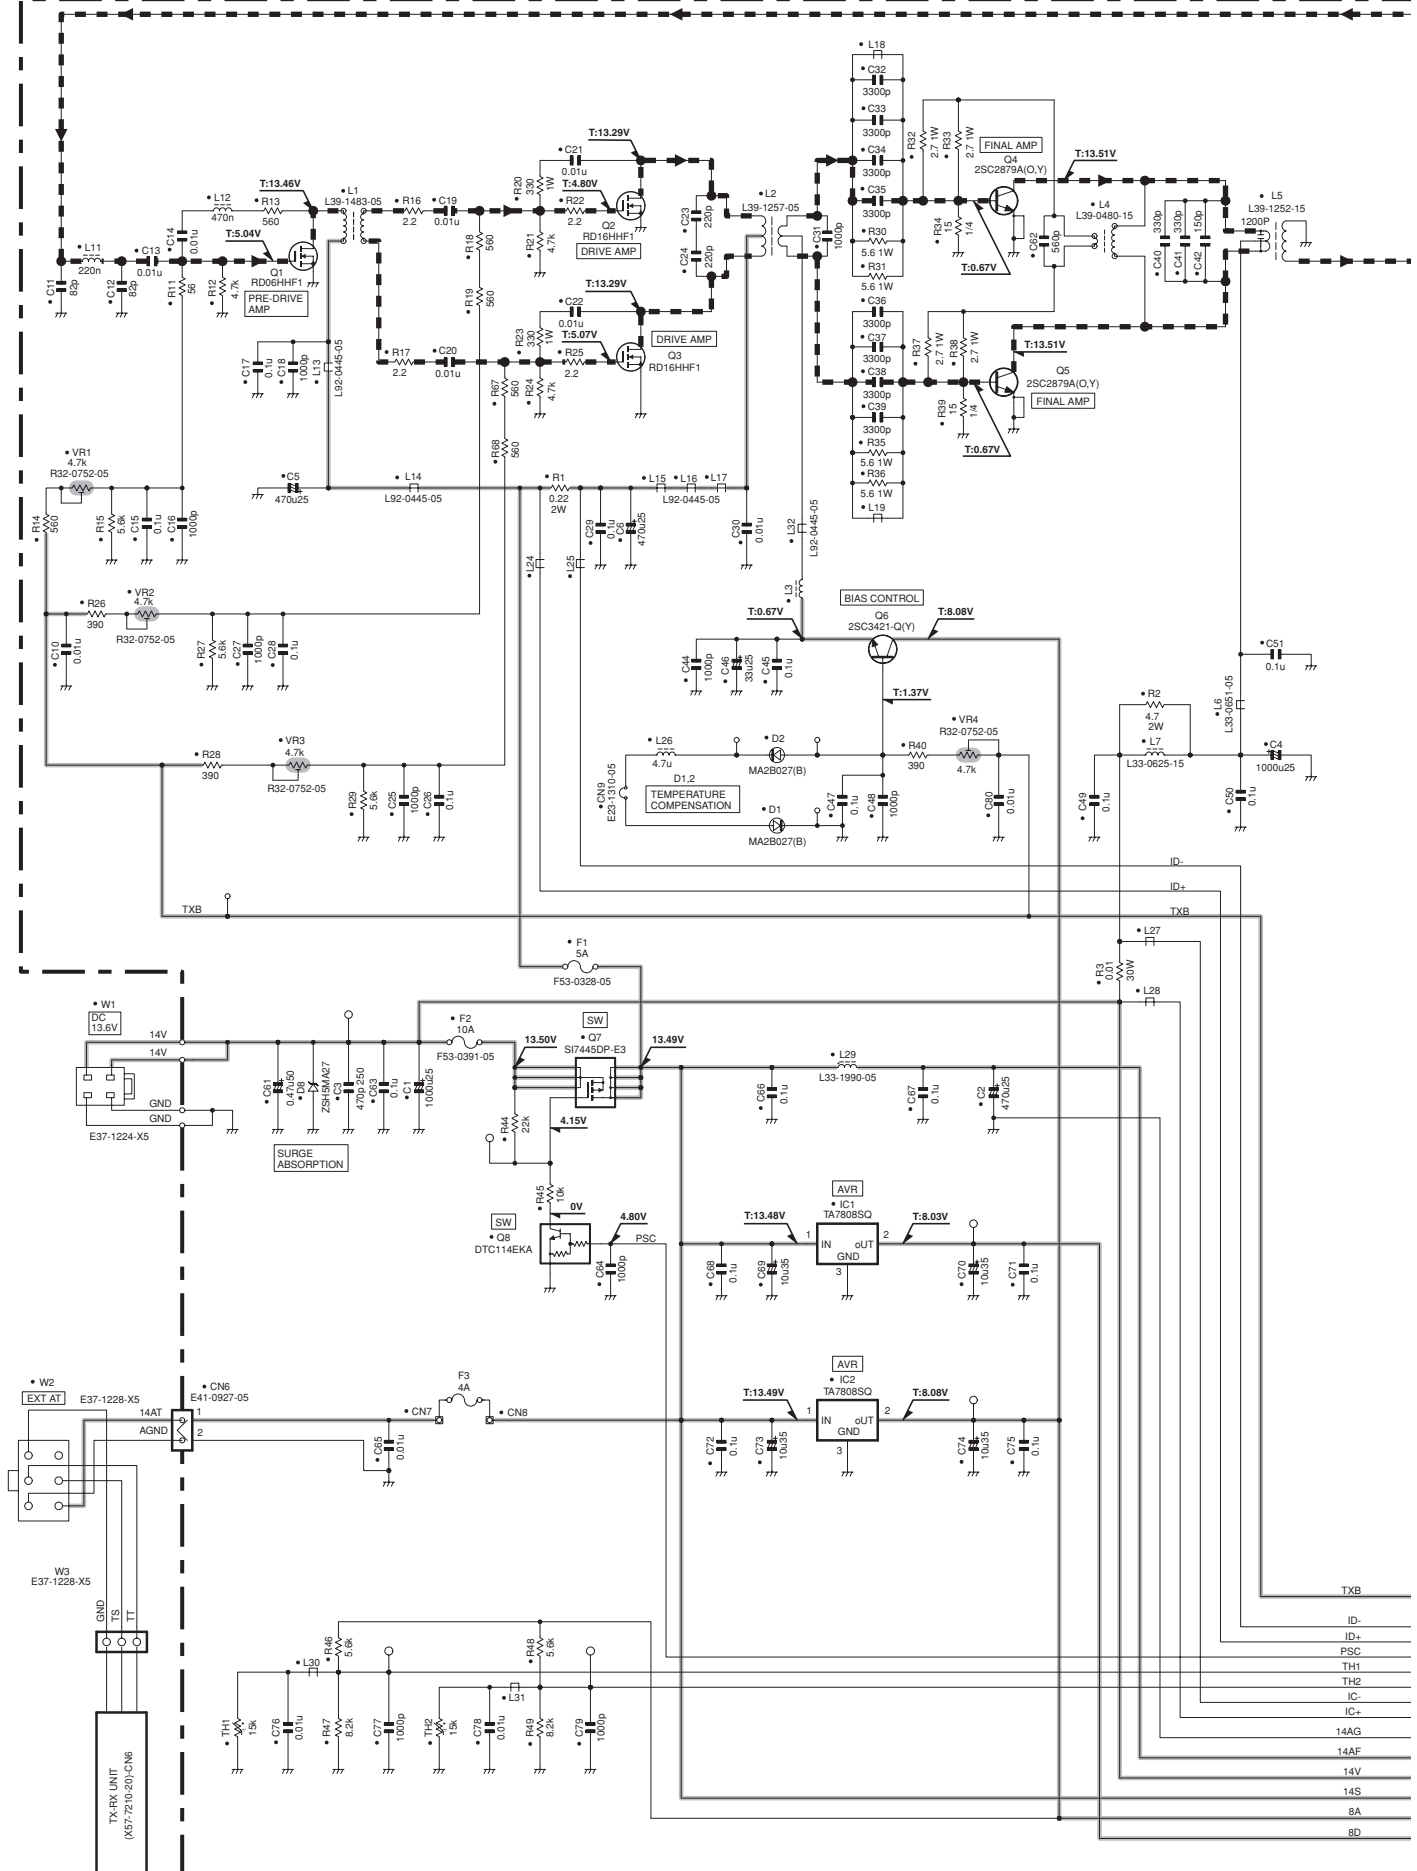 • L18
• C32
3300p
• C33
3300p
• C34
3300p
• C35
3300p
• R30
5.6 1W
• R31
5.6 1W
• C36
3300p
• C37
3300p
• C38
3300p
• C39
3300p
• R35
5.6 1W
• R36
5.6 1W
• L19
• R32
2.7 1W
• R33
2.7 1W
FINAL AMP
Q4
2SC2879A(O,Y)
T:13.51V
• R34
15
1/4
T:0.67V
• R37
2.7 1W
• R38
2.7 1W
T:13.51V
Q5
2SC2879A(O,Y)
FINAL AMP
• R39
15
1/4
T:0.67V
• C62
560p
• L4
L39-0480-15
• C40
330p
• C41
330p
• C42
150p
• L5
L39-1252-15
1200P
T:13.29V
• C21
0.01u
• R20
330
1W
T:4.80V
• R22
2.2
Q2
RD16HHF1
DRIVE AMP
• R21
4.7k
T:13.29V
• C22
0.01u
• R23
330
1W
T:5.07V
• R25
2.2
DRIVE AMP
Q3
RD16HHF1
• R24
4.7k
• C23
220p
• C24
220p
• L2
L39-1257-05
• C31
1000p
T:13.46V
• L1
L39-1483-05
• R16
2.2
• C19
0.01u
• L12
470n
• R13
560
• C14
0.01u
T:5.04V
• L11
220n
• C13
0.01u
• C11
82p
• C12
82p
• R11
56
• R12
4.7k
Q1
RD06HHF1
PRE-DRIVE
AMP
• R18
560
• R19
560
• R17
2.2
• C20
0.01u
• R67
560
• R68
560
• C17
0.1u
• C18
1000p
• L13
L92-0445-05
• VR1
4.7k
R32-0752-05
• R14
560
• R15
5.6k
• C15
0.1u
• C16
1000p
• C5
470u25
• L14
L92-0445-05
• R1
0.22
2W
• L15
• L16
• L17
L92-0445-05
• L24
• L25
• C29
0.1u
• C6
470u25
• C30
0.01u
• L32
L92-0445-05
• L3
• R26
390
• VR2
4.7k
R32-0752-05
• C10
0.01u
• R27
5.6k
• C27
1000p
• C28
0.1u
T:0.67V
BIAS CONTROL
Q6
2SC3421-Q(Y)
T:8.08V
• C44
1000p
• C46
33u25
• C45
0.1u
T:1.37V
• C51
0.1u
• L6
L33-0651-05
• R2
4.7
2W
• L7
L33-0625-15
• C4
1000u25
• C49
0.1u
• C50
0.1u
• R28
390
• VR3
4.7k
R32-0752-05
• R29
5.6k
• C25
1000p
• C26
0.1u
• L26
4.7u
• D2
MA2B027(B)
• CN9
E23-1310-05
D1,2
TEMPERATURE
COMPENSATION
• D1
MA2B027(B)
• R40
390
• VR4
R32-0752-05
4.7k
• C47
0.1u
• C48
1000p
• C80
0.01u
ID-
ID+
TXB
TXB
• F1
5A
F53-0328-05
• L27
• R3
0.01
30W
• L28
• W1
DC
13.6V
14V
14V
GND
GND
E37-1224-X5
• C61
0.47u50
• D8
ZSH5MA27
• C3
470p 250
• C63
0.1u
• C1
1000u25
SURGE
ABSORPTION
• F2
10A
F53-0391-05
13.50V
SW
• Q7
SI7445DP-E3
13.49V
• R44
22k
4.15V
• L29
L33-1990-05
• C66
0.1u
• C67
0.1u
• C2
470u25
• R45
10k
0V
SW
• Q8
DTC114EKA
4.80V
PSC
• C64
1000p
AVR
• IC1
TA7808SQ
T:13.48V
1
IN
oUT
GND
2
3
T:8.03V
• C68
0.1u
• C69
10u35
• C70
10u35
• C71
0.1u
• W2
EXT AT
E37-1228-X5
• CN6
E41-0927-05
14AT
AGND
1
2
F3
4A
• CN7
• CN8
• C65
0.01u
AVR
• IC2
TA7808SQ
T:13.49V
1
IN
oUT
GND
2
3
T:8.08V
• C72
0.1u
• C73
10u35
• C74
10u35
• C75
0.1u
W3
E37-1228-X5
GND
TS
TT
TX-RX UNIT
(X57-7210-20)-CN6
• R46
5.6k
• R48
5.6k
• L30
• L31
• TH1
15k
• C76
0.01u
• R47
8.2k
• C77
1000p
• TH2
15k
• C78
0.01u
• R49
8.2k
• C79
1000p
TXB
ID-
ID+
PSC
TH1
TH2
IC-
IC+
14AG
14AF
14V
14S
8A
8D